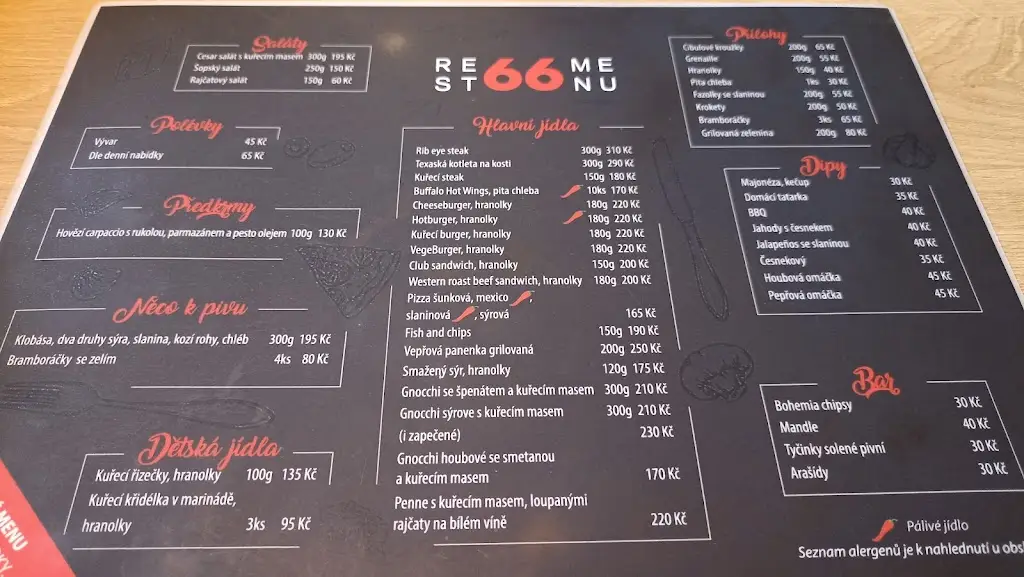 RE66ME
ST66NU
Saláty
Cesar salát s kuřecím masem 300g 195 Kč
Šopský salát 250g 150 Kč
Rajčatový salát 150g 60 Kč
Polévky
Vývar 45 Kč
Dle denní nabídky 65 Kč
Předkrmy
Hovězí carpaccio s rukolou, parmazánem a pesto olejem 100g 130 Kč
Něco k pivu
Klobása, dva druhy sýra, slanina, kozí rohy, chléb 300g 195 Kč
Bramboráčky se zelím 4ks 80 Kč
Dětská jídla
Kuřecí řízečky, hranolky 100g 135 Kč
Kuřecí křidélka v marinádě,
hranolky 3ks 95 Kč
Hlavní jídla
Rib eye steak 300g 310 Kč
Texaská kotleta na kosti 300g 290 Kč
Kuřecí steak 150g 180 Kč
Buffalo Hot Wings, pita chleba 10ks 170 Kč
Cheeseburger, hranolky 180g 220 Kč
Hotburger, hranolky 180g 220 Kč
Kuřecí burger, hranolky 180g 220 Kč
VegeBurger, hranolky 180g 220 Kč
Club sandwich, hranolky 150g 200 Kč
Western roast beef sandwich, hranolky 180g 200 Kč
Pizza šunková, mexico ,
slaninová , sýrová 165 Kč
Fish and chips 150g 190 Kč
Vepřová panenka grilovaná 200g 250 Kč
Smažený sýr, hranolky 120g 175 Kč
Gnocchi se špenátem a kuřecím masem 300g 210 Kč
Gnocchi sýrove s kuřecím masem 300g 210 Kč
(i zapečené) 230 Kč
Gnocchi houbové se smetanou
a kuřecím masem 170 Kč
Penne s kuřecím masem, loupanými
rajčaty na bílém víně 220 Kč
Přílohy
Cibulové kroužky 200g 65 Kč
Grenaille 200g 55 Kč
Hranolky 150g 40 Kč
Pita chleba 1ks 30 Kč
Fazolky se slaninou 200g 55 Kč
Krokety 200g 50 Kč
Bramboráčky 3ks 65 Kč
Grilovaná zelenina 200g 80 Kč
Dipy
Majonéza, kečup 30 Kč
Domácí tatarka 35 Kč
BBQ 40 Kč
Jahody s česnekem 40 Kč
Jalapeños se slaninou 40 Kč
Česnekový 35 Kč
Houbová omáčka 45 Kč
Pepřová omáčka 45 Kč
Bar
Bohemia chipsy 30 Kč
Mandle 40 Kč
Tyčinky solené pivní 30 Kč
Arašídy 30 Kč
Pálivé jídlo
Seznam alergenů je k nahlédnutí u obs
MENU